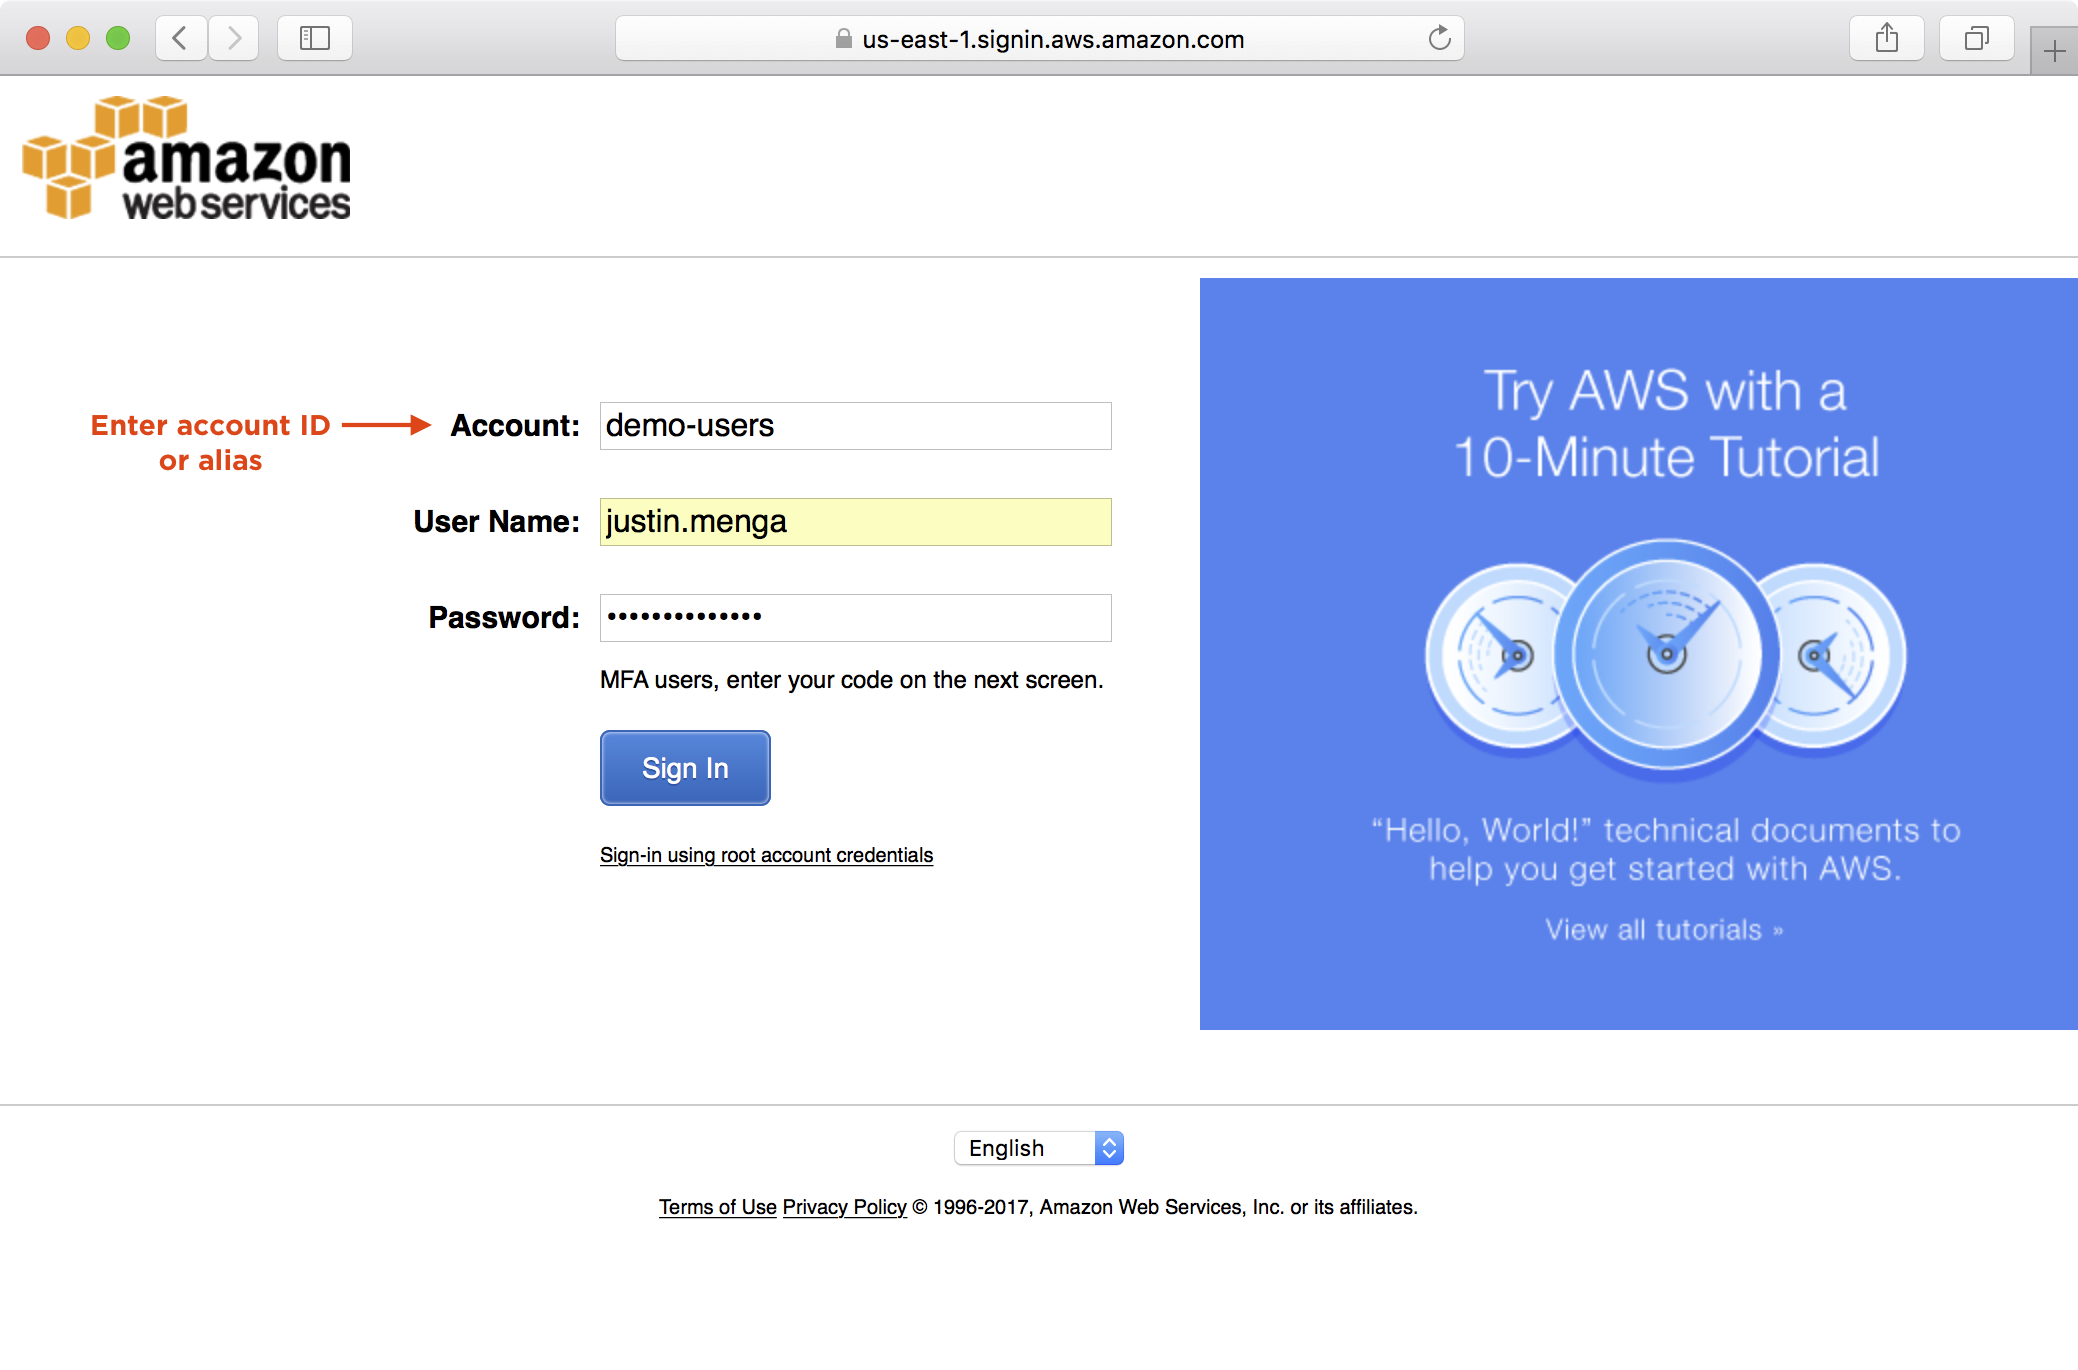 us-east-1.signin.aws.amazon.com
amazon
web services
Enter account ID
or alias
Account: demo-users
User Name: justin.menga
Password: ••••••••••••••
MFA users, enter your code on the next screen.
Sign In
Sign-in using root account credentials
Try AWS with a
10-Minute Tutorial
“Hello, World!” technical documents to
help you get started with AWS.
View all tutorials »
English
Terms of Use Privacy Policy © 1996-2017, Amazon Web Services, Inc. or its affiliates.